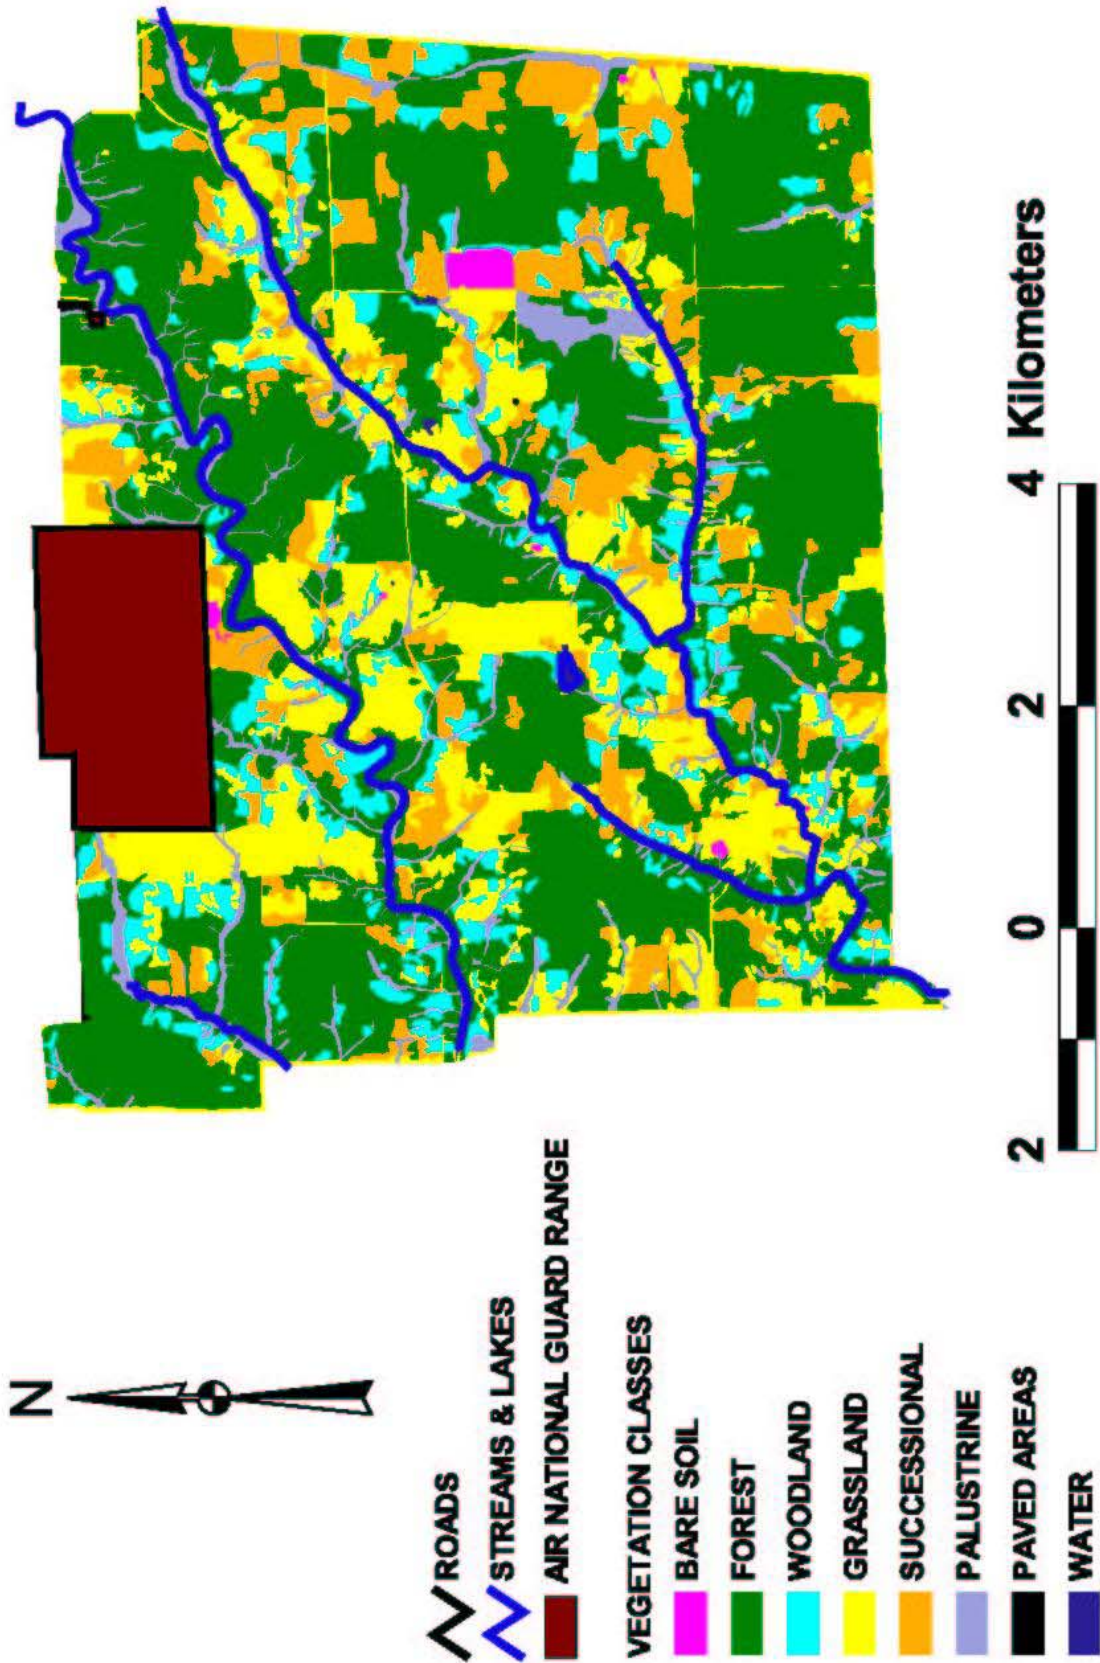 N
ROADS
STREAMS & LAKES
AIR NATIONAL GUARD RANGE
VEGETATION CLASSES
BARE SOIL
FOREST
WOODLAND
GRASSLAND
SUCCESSIONAL
PALUSTRINE
PAVED AREAS
WATER
2 0 2 4 Kilometers